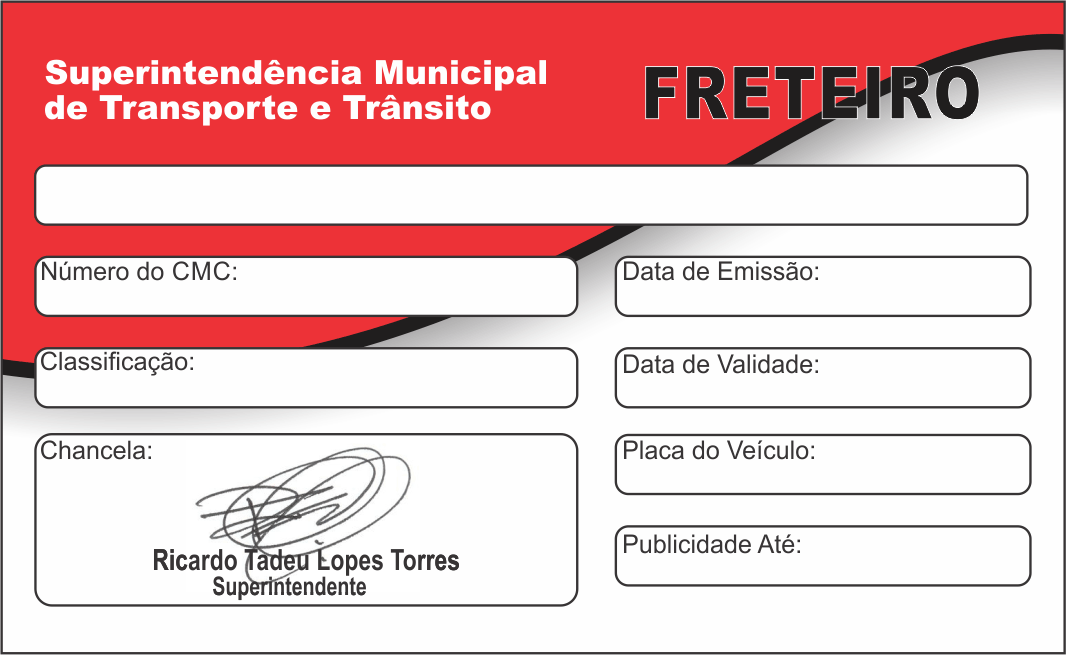 Superintendência Municipal
de Transporte e Trânsito
FRETEIRO
Número do CMC:
Data de Emissão:
Classificação:
Data de Validade:
Chancela:
Placa do Veículo:
Ricardo Tadeu Lopes Torres
Superintendente
Publicidade Até: